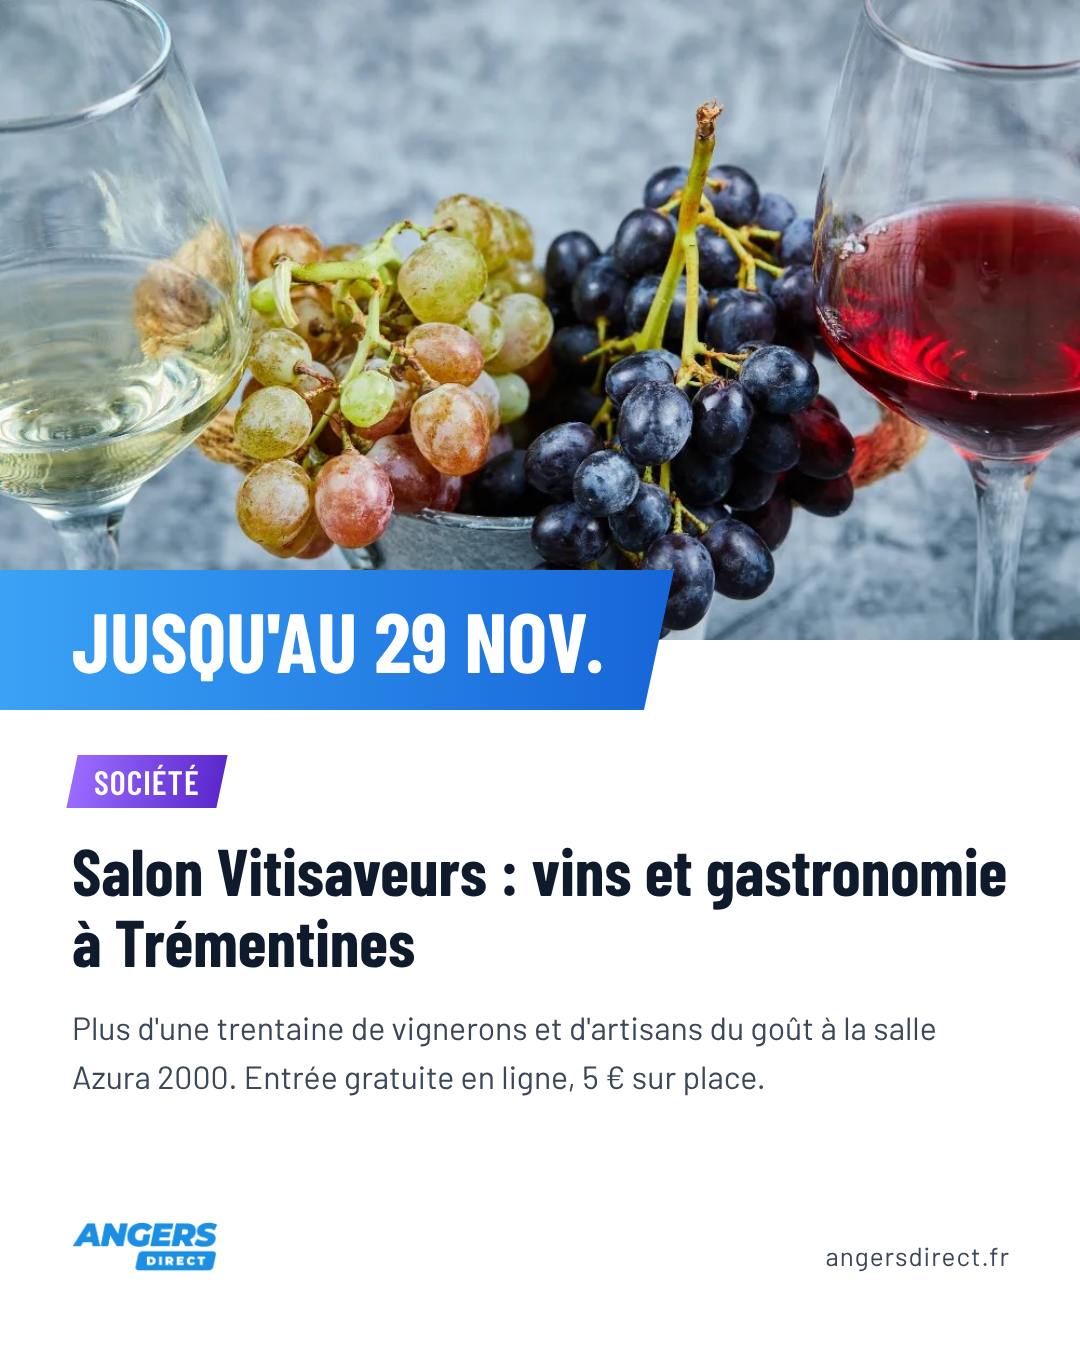 JUSQU'AU 29 NOV.
SOCIÉTÉ
Salon Vitisaveurs : vins et gastronomie
à Trémentines
Plus d'une trentaine de vignerons et d'artisans du goût à la salle
Azura 2000. Entrée gratuite en ligne, 5 € sur place.
ANGERS
DIRECT
angersdirect.fr